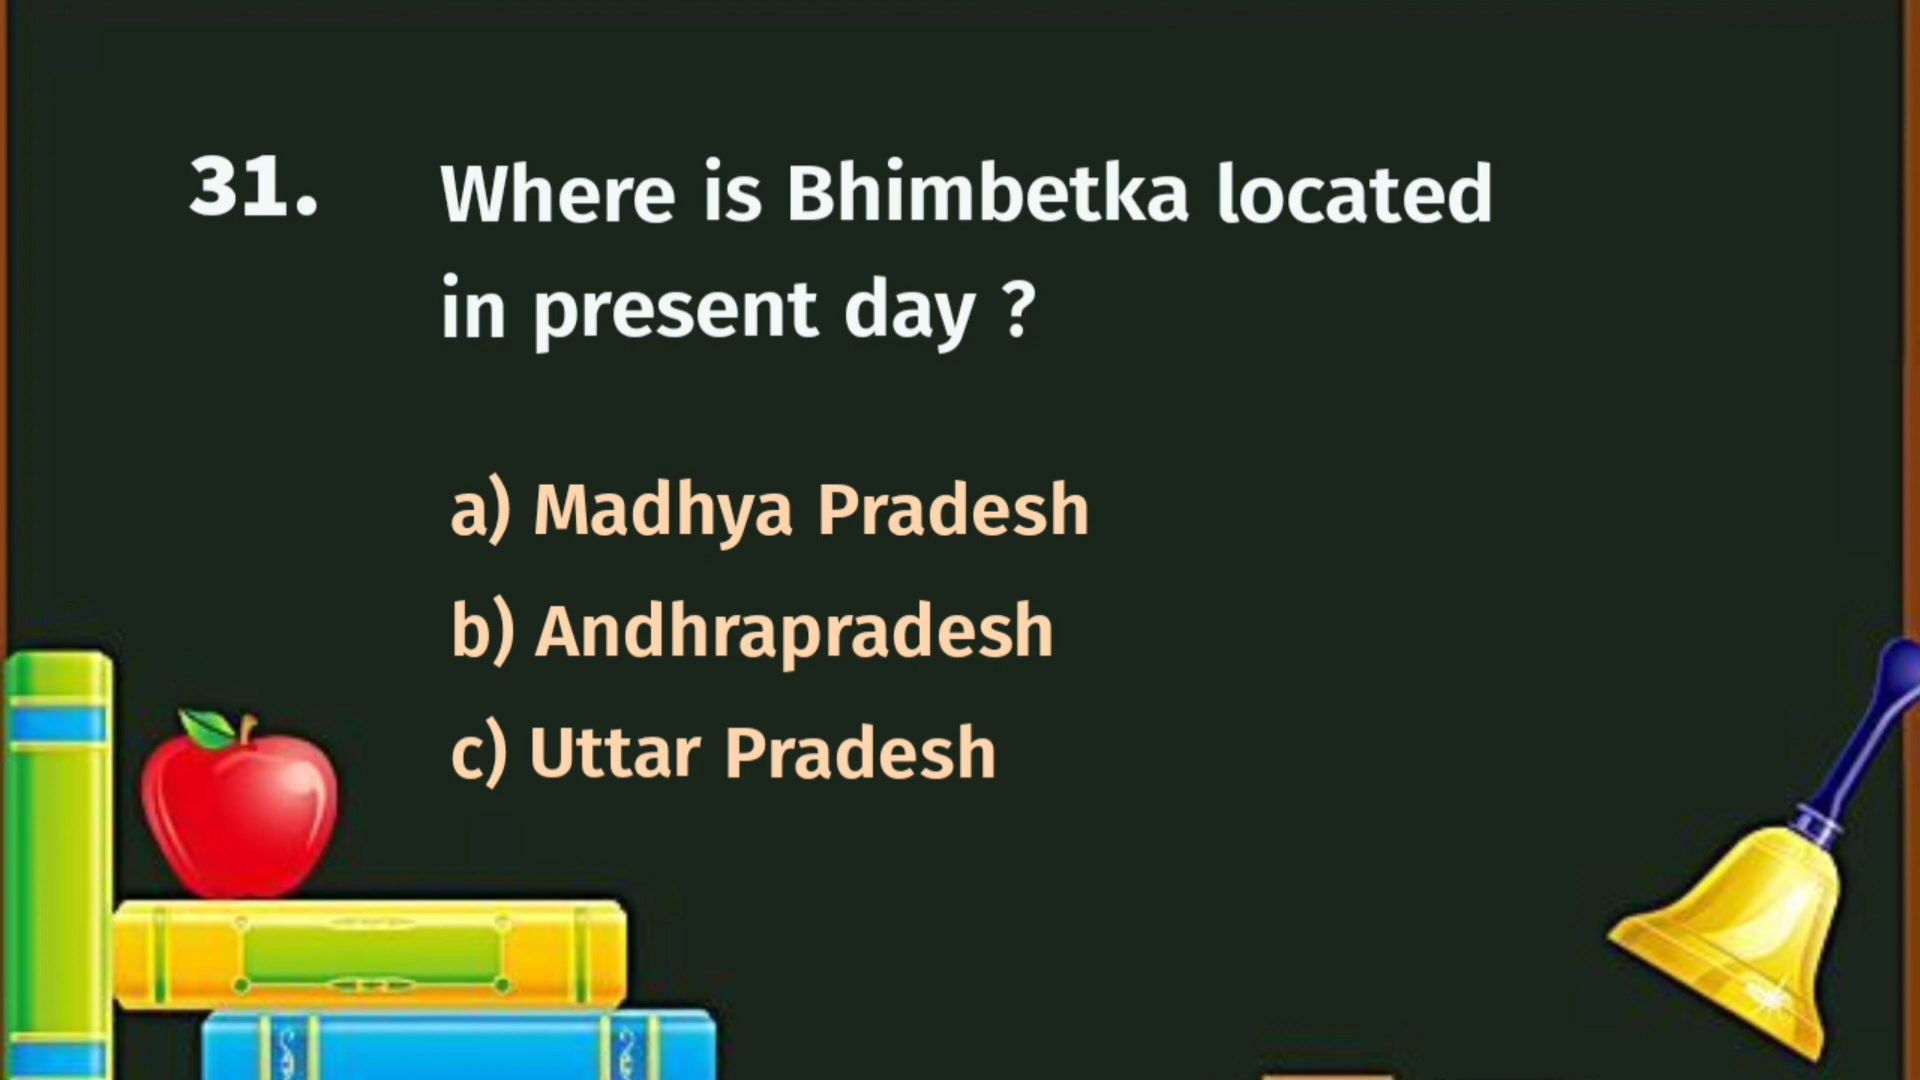 31. Where is Bhimbetka located
in present day ?
a) Madhya Pradesh
b) Andhrapradesh
c) Uttar Pradesh